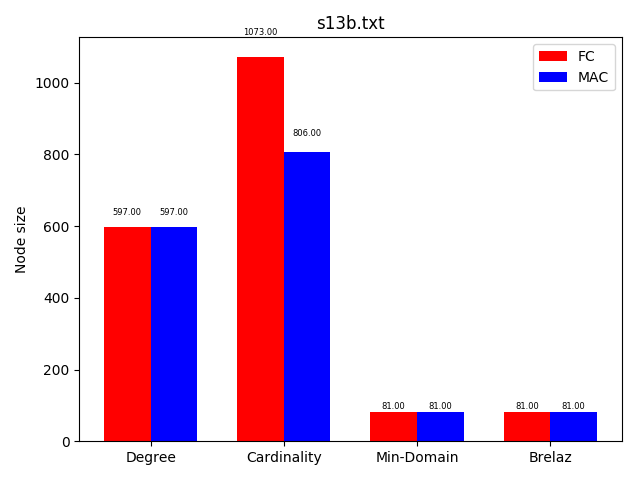 s13b.txt
1073.00
FC
MAC
1000
806.00
800
597.00 597.00
600
Node size
400
200
81.00 81.00 81.00 81.00
0
Degree Cardinality Min-Domain Brelaz